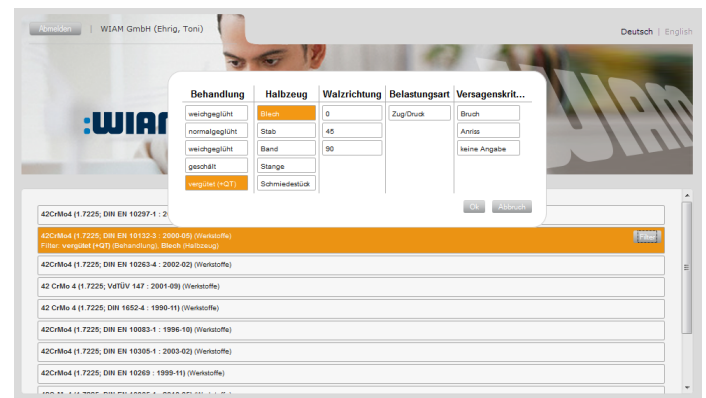 Abmelden | WIAM GmbH (Ehrig, Toni)
Deutsch | English
:WIAM
Behandlung Halbzeug Walzrichtung Belastungsart Versagenskrit...
weichgeglüht Blech 0 Zug/Druck Bruch
normalgeglüht Stab 45 Anriss
weichgeglüht Band 90 keine Angabe
geschält Stange
vergütet (+QT) Schmiedestück
Ok Abbruch
42CrMo4 (1.7225; DIN EN 10297-1 :
42CrMo4 (1.7225; DIN EN 10132-3 : 2000-05) (Werkstoffe)
Filter: vergütet (+QT) (Behandlung), Blech (Halbzeug)
Filter
42CrMo4 (1.7225; DIN EN 10263-4 : 2002-02) (Werkstoffe)
42 CrMo 4 (1.7225; VdTÜV 147 : 2001-09) (Werkstoffe)
42 CrMo 4 (1.7225; DIN 1652-4 : 1990-11) (Werkstoffe)
42CrMo4 (1.7225; DIN EN 10083-1 : 1996-10) (Werkstoffe)
42CrMo4 (1.7225; DIN EN 10305-1 : 2003-02) (Werkstoffe)
42CrMo4 (1.7225; DIN EN 10269 : 1999-11) (Werkstoffe)